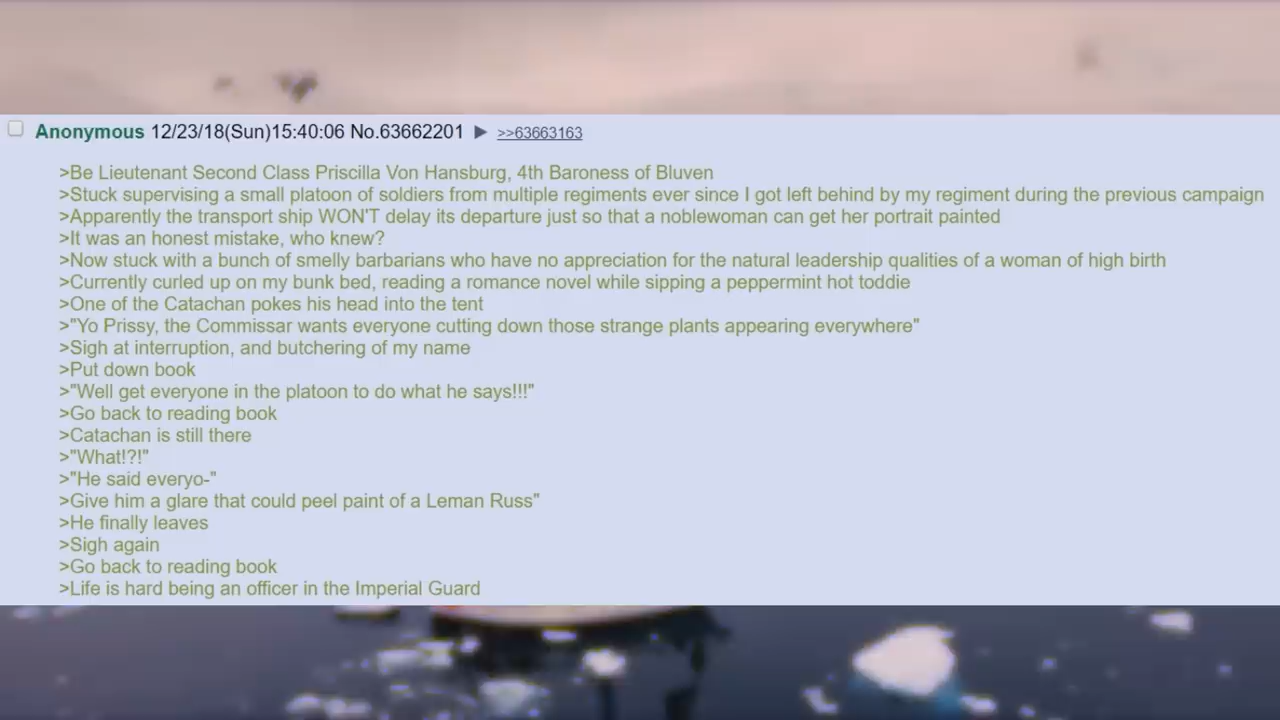 Anonymous 12/23/18(Sun)15:40:06 No.63662201 ▶ >>63663163
>Be Lieutenant Second Class Priscilla Von Hansburg, 4th Baroness of Bluven
>Stuck supervising a small platoon of soldiers from multiple regiments ever since I got left behind by my regiment during the previous campaign
>Apparently the transport ship WON'T delay its departure just so that a noblewoman can get her portrait painted
>It was an honest mistake, who knew?
>Now stuck with a bunch of smelly barbarians who have no appreciation for the natural leadership qualities of a woman of high birth
>Currently curled up on my bunk bed, reading a romance novel while sipping a peppermint hot toddie
>One of the Catachan pokes his head into the tent
>"Yo Prissy, the Commissar wants everyone cutting down those strange plants appearing everywhere"
>Sigh at interruption, and butchering of my name
>Put down book
>"Well get everyone in the platoon to do what he says!!!"
>Go back to reading book
>Catachan is still there
>"What!?!"
>"He said everyo-"
>Give him a glare that could peel paint of a Leman Russ"
>He finally leaves
>Sigh again
>Go back to reading book
>Life is hard being an officer in the Imperial Guard